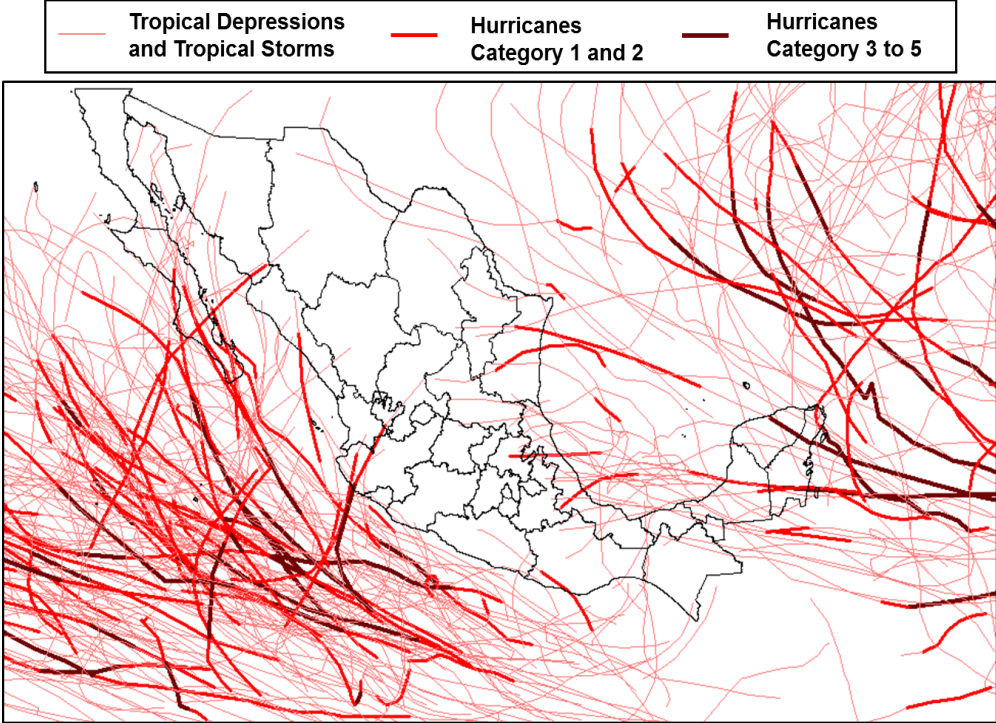 Tropical Depressions
and Tropical Storms
Hurricanes
Category 1 and 2
Hurricanes
Category 3 to 5